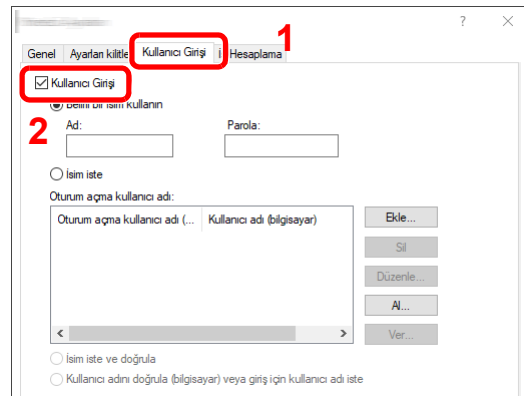 ?
1
Genel Ayarları kilitle Kullanıcı Girişi Hesaplama
Kullanıcı Girişi
2
Belirli bir isim kullanın
Ad: Parola:
İsim iste
Oturum açma kullanıcı adı:
Oturum açma kullanıcı adı (... Kullanıcı adı (bilgisayar)
Ekle...
Sil
Düzenle...
Al...
Ver...
İsim iste ve doğrula
Kullanıcı adını doğrula (bilgisayar) veya giriş için kullanıcı adı iste